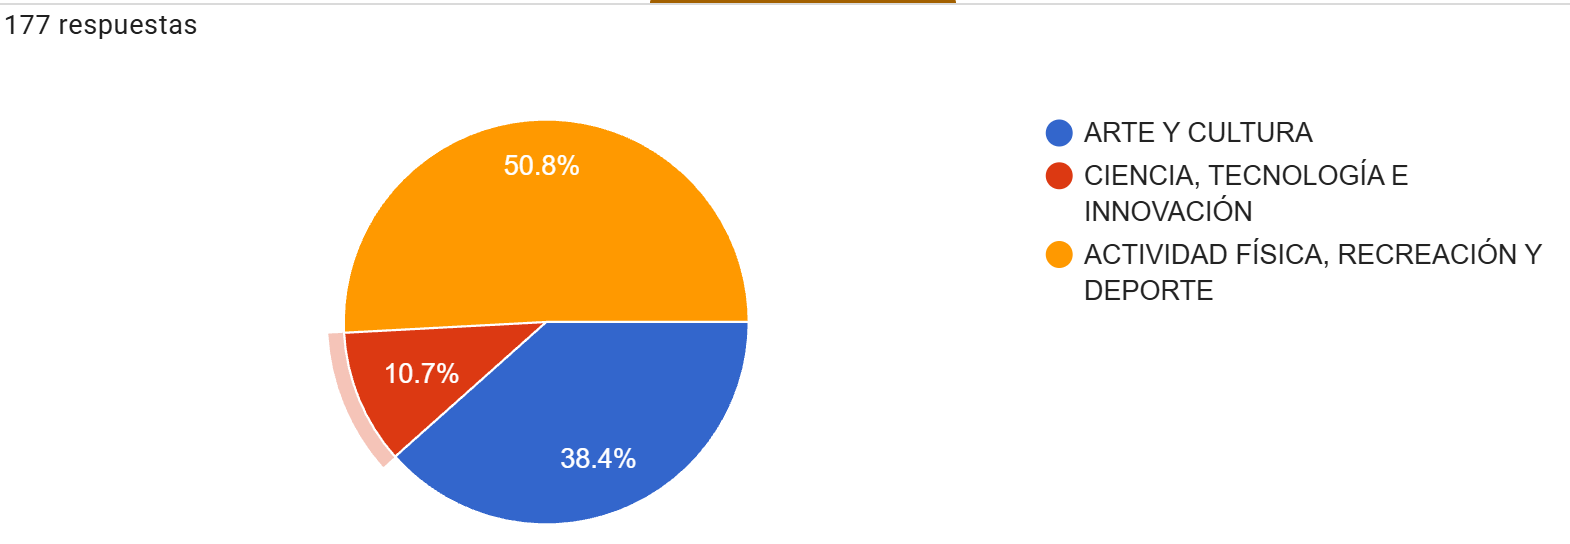 177 respuestas
50.8%
10.7%
38.4%
ARTE Y CULTURA
CIENCIA, TECNOLOGÍA E
INNOVACIÓN
ACTIVIDAD FÍSICA, RECREACIÓN Y
DEPORTE